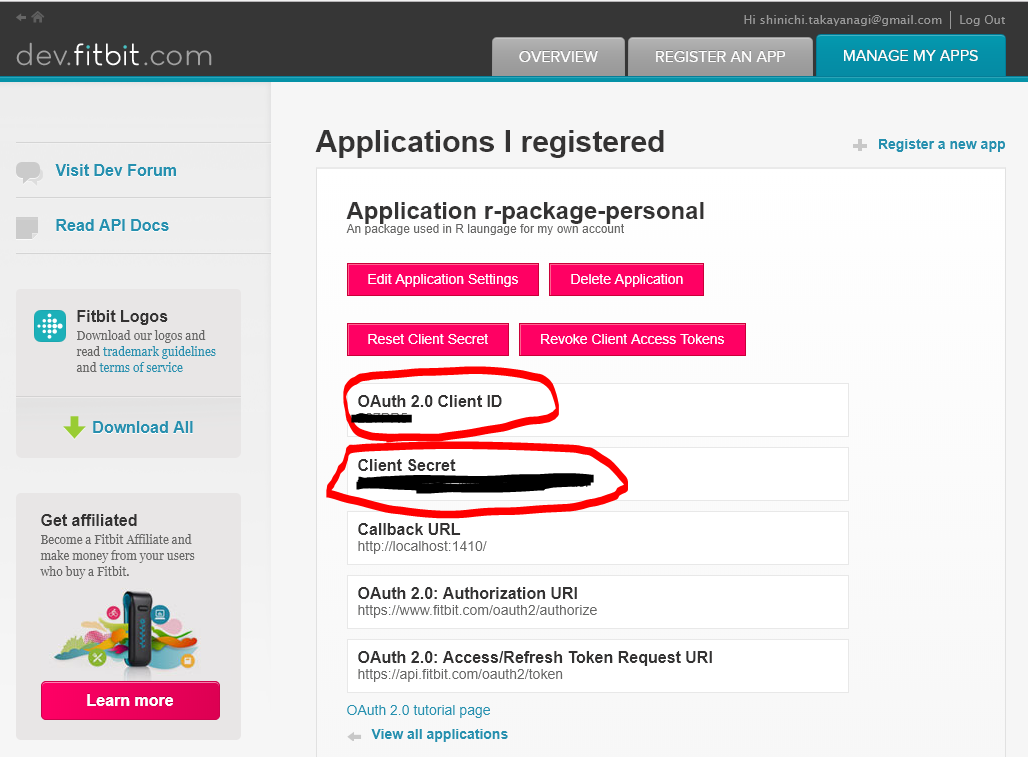 Hi shinichi.takayanagi@gmail.com Log Out
dev.fitbit.com
OVERVIEW
REGISTER AN APP
MANAGE MY APPS
Visit Dev Forum
Read API Docs
Fitbit Logos
Download our logos and
read trademark guidelines
and terms of service
Download All
Get affiliated
Become a Fitbit Affiliate and
make money from your users
who buy a Fitbit.
Learn more
Applications I registered
Register a new app
Application r-package-personal
An package used in R laungage for my own account
Edit Application Settings
Delete Application
Reset Client Secret
Revoke Client Access Tokens
OAuth 2.0 Client ID
Client Secret
Callback URL
http://localhost:1410/
OAuth 2.0: Authorization URI
https://www.fitbit.com/oauth2/authorize
OAuth 2.0: Access/Refresh Token Request URI
https://api.fitbit.com/oauth2/token
OAuth 2.0 tutorial page
View all applications